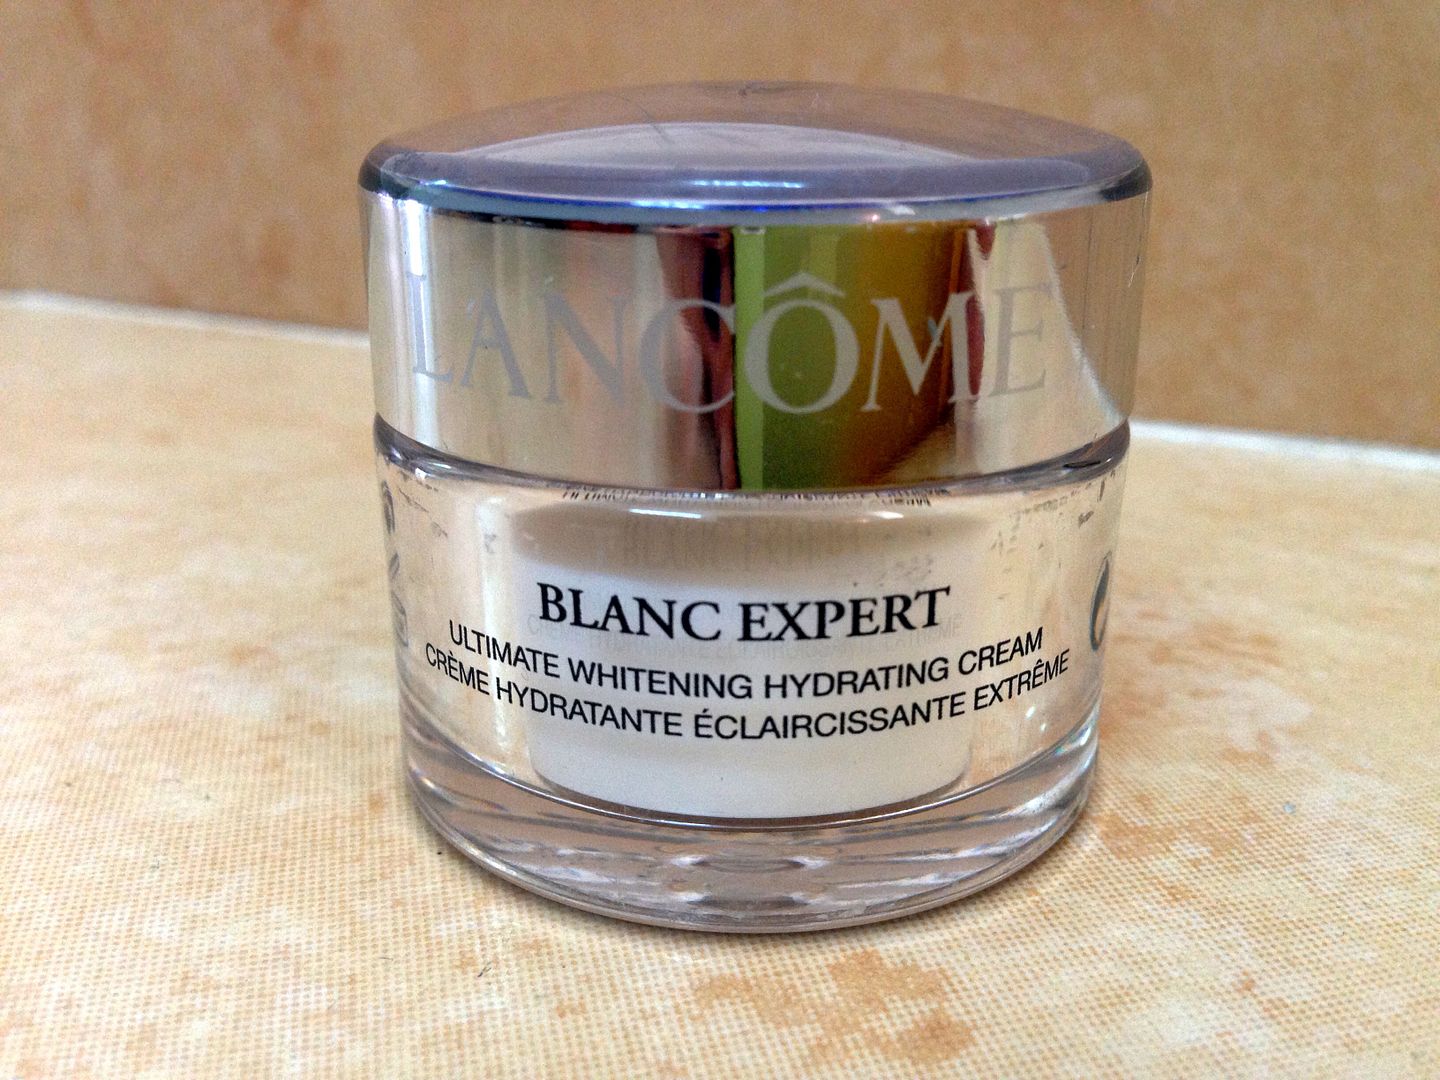 LANCÔME
BLANC EXPERT
ULTIMATE WHITENING HYDRATING CREAM
CRÈME HYDRATANTE ÉCLAIRCISSANTE EXTRÊME